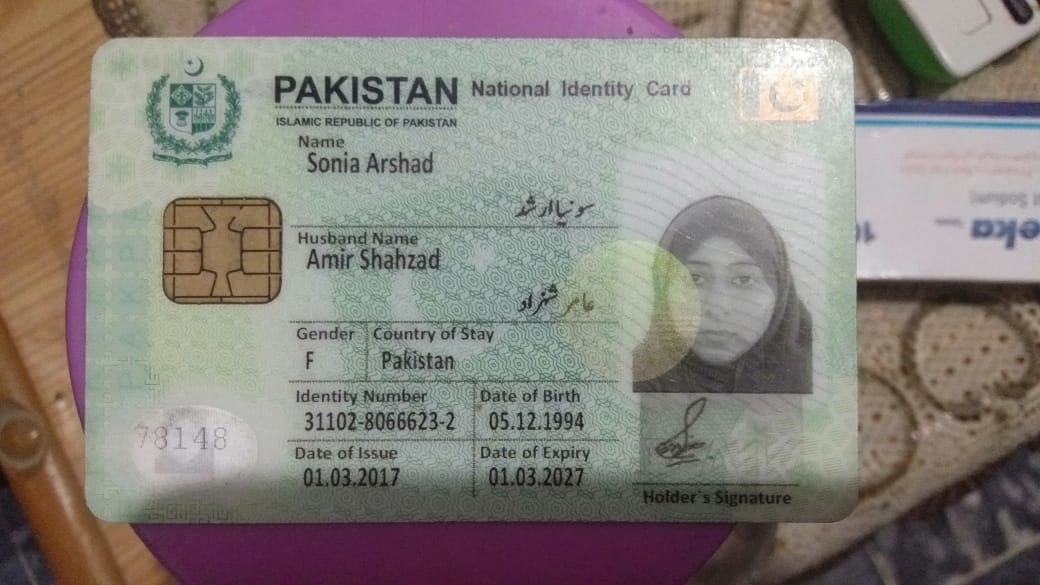 PAKISTAN National Identity Card
ISLAMIC REPUBLIC OF PAKISTAN
Name
Sonia Arshad
سونیا ارشد
Husband Name
Amir Shahzad
عامر شہزاد
Gender Country of Stay
F Pakistan
Identity Number Date of Birth
31102-8066623-2 05.12.1994
Date of Issue Date of Expiry
01.03.2017 01.03.2027
78148
Holder's Signature
eka
Sodium)